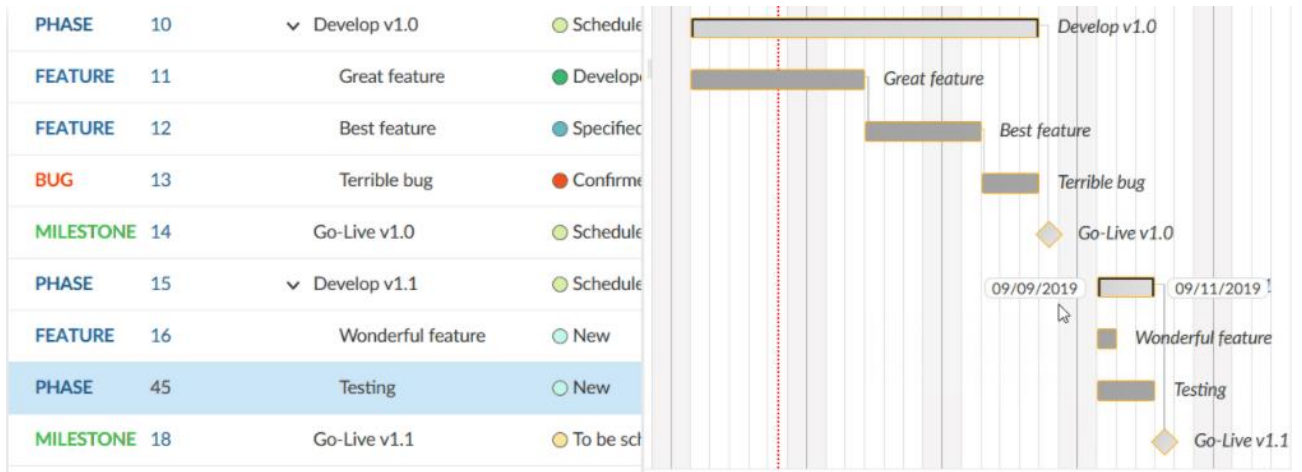 PHASE 10 Develop v1.0 Schedule Develop v1.0
FEATURE 11 Great feature Develope Great feature
FEATURE 12 Best feature Specified Best feature
BUG 13 Terrible bug Confirme Terrible bug
MILESTONE 14 Go-Live v1.0 Schedule Go-Live v1.0
PHASE 15 Develop v1.1 Schedule 09/09/2019 09/11/2019
FEATURE 16 Wonderful feature New Wonderful feature
PHASE 45 Testing New Testing
MILESTONE 18 Go-Live v1.1 To be sch Go-Live v1.1